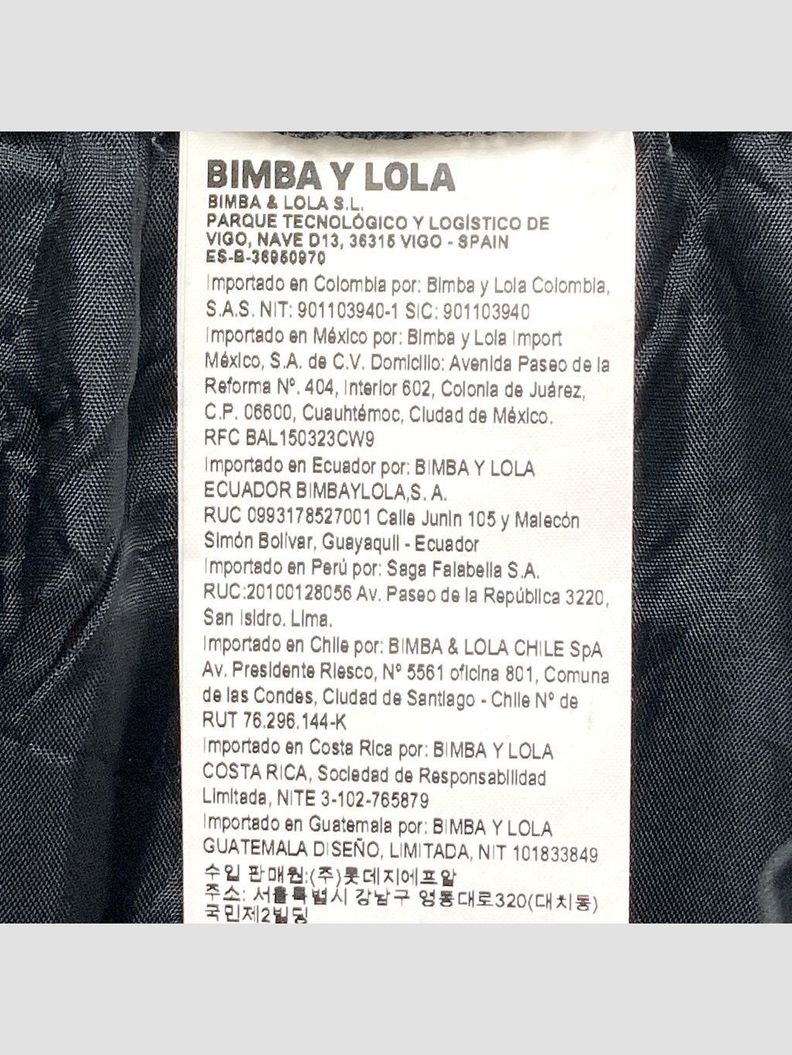 BIMBA Y LOLA
BIMBA & LOLA S.L.
PARQUE TECNOLÓGICO Y LOGÍSTICO DE
VIGO, NAVE D13, 36315 VIGO - SPAIN
ES-B-36950970
Importado en Colombia por: Bimba y Lola Colombia,
S.A.S. NIT: 901103940-1 SIC: 901103940
Importado en México por: Bimba y Lola Import
México, S.A. de C.V. Domicilio: Avenida Paseo de la
Reforma Nº. 404, Interior 602, Colonia de Juárez,
C.P. 06600, Cuauhtémoc, Ciudad de México.
RFC BAL150323CW9
Importado en Ecuador por: BIMBA Y LOLA
ECUADOR BIMBAYLOLA,S. A.
RUC 0993178527001 Calle Junin 105 y Malecón
Simón Bolívar, Guayaquil - Ecuador
Importado en Perú por: Saga Falabella S.A.
RUC:20100128056 Av. Paseo de la República 3220,
San Isidro. Lima.
Importado en Chile por: BIMBA & LOLA CHILE SpA
Av. Presidente Riesco, Nº 5561 oficina 801, Comuna
de las Condes, Ciudad de Santiago - Chile Nº de
RUT 76.296.144-K
Importado en Costa Rica por: BIMBA Y LOLA
COSTA RICA, Sociedad de Responsabilidad
Limitada, NITE 3-102-765879
Importado en Guatemala por: BIMBA Y LOLA
GUATEMALA DISEÑO, LIMITADA, NIT 101833849
수입 판매원:(주)롯데지에프알
주소: 서울특별시 강남구 영동대로320(대치동)
국민제2빌딩